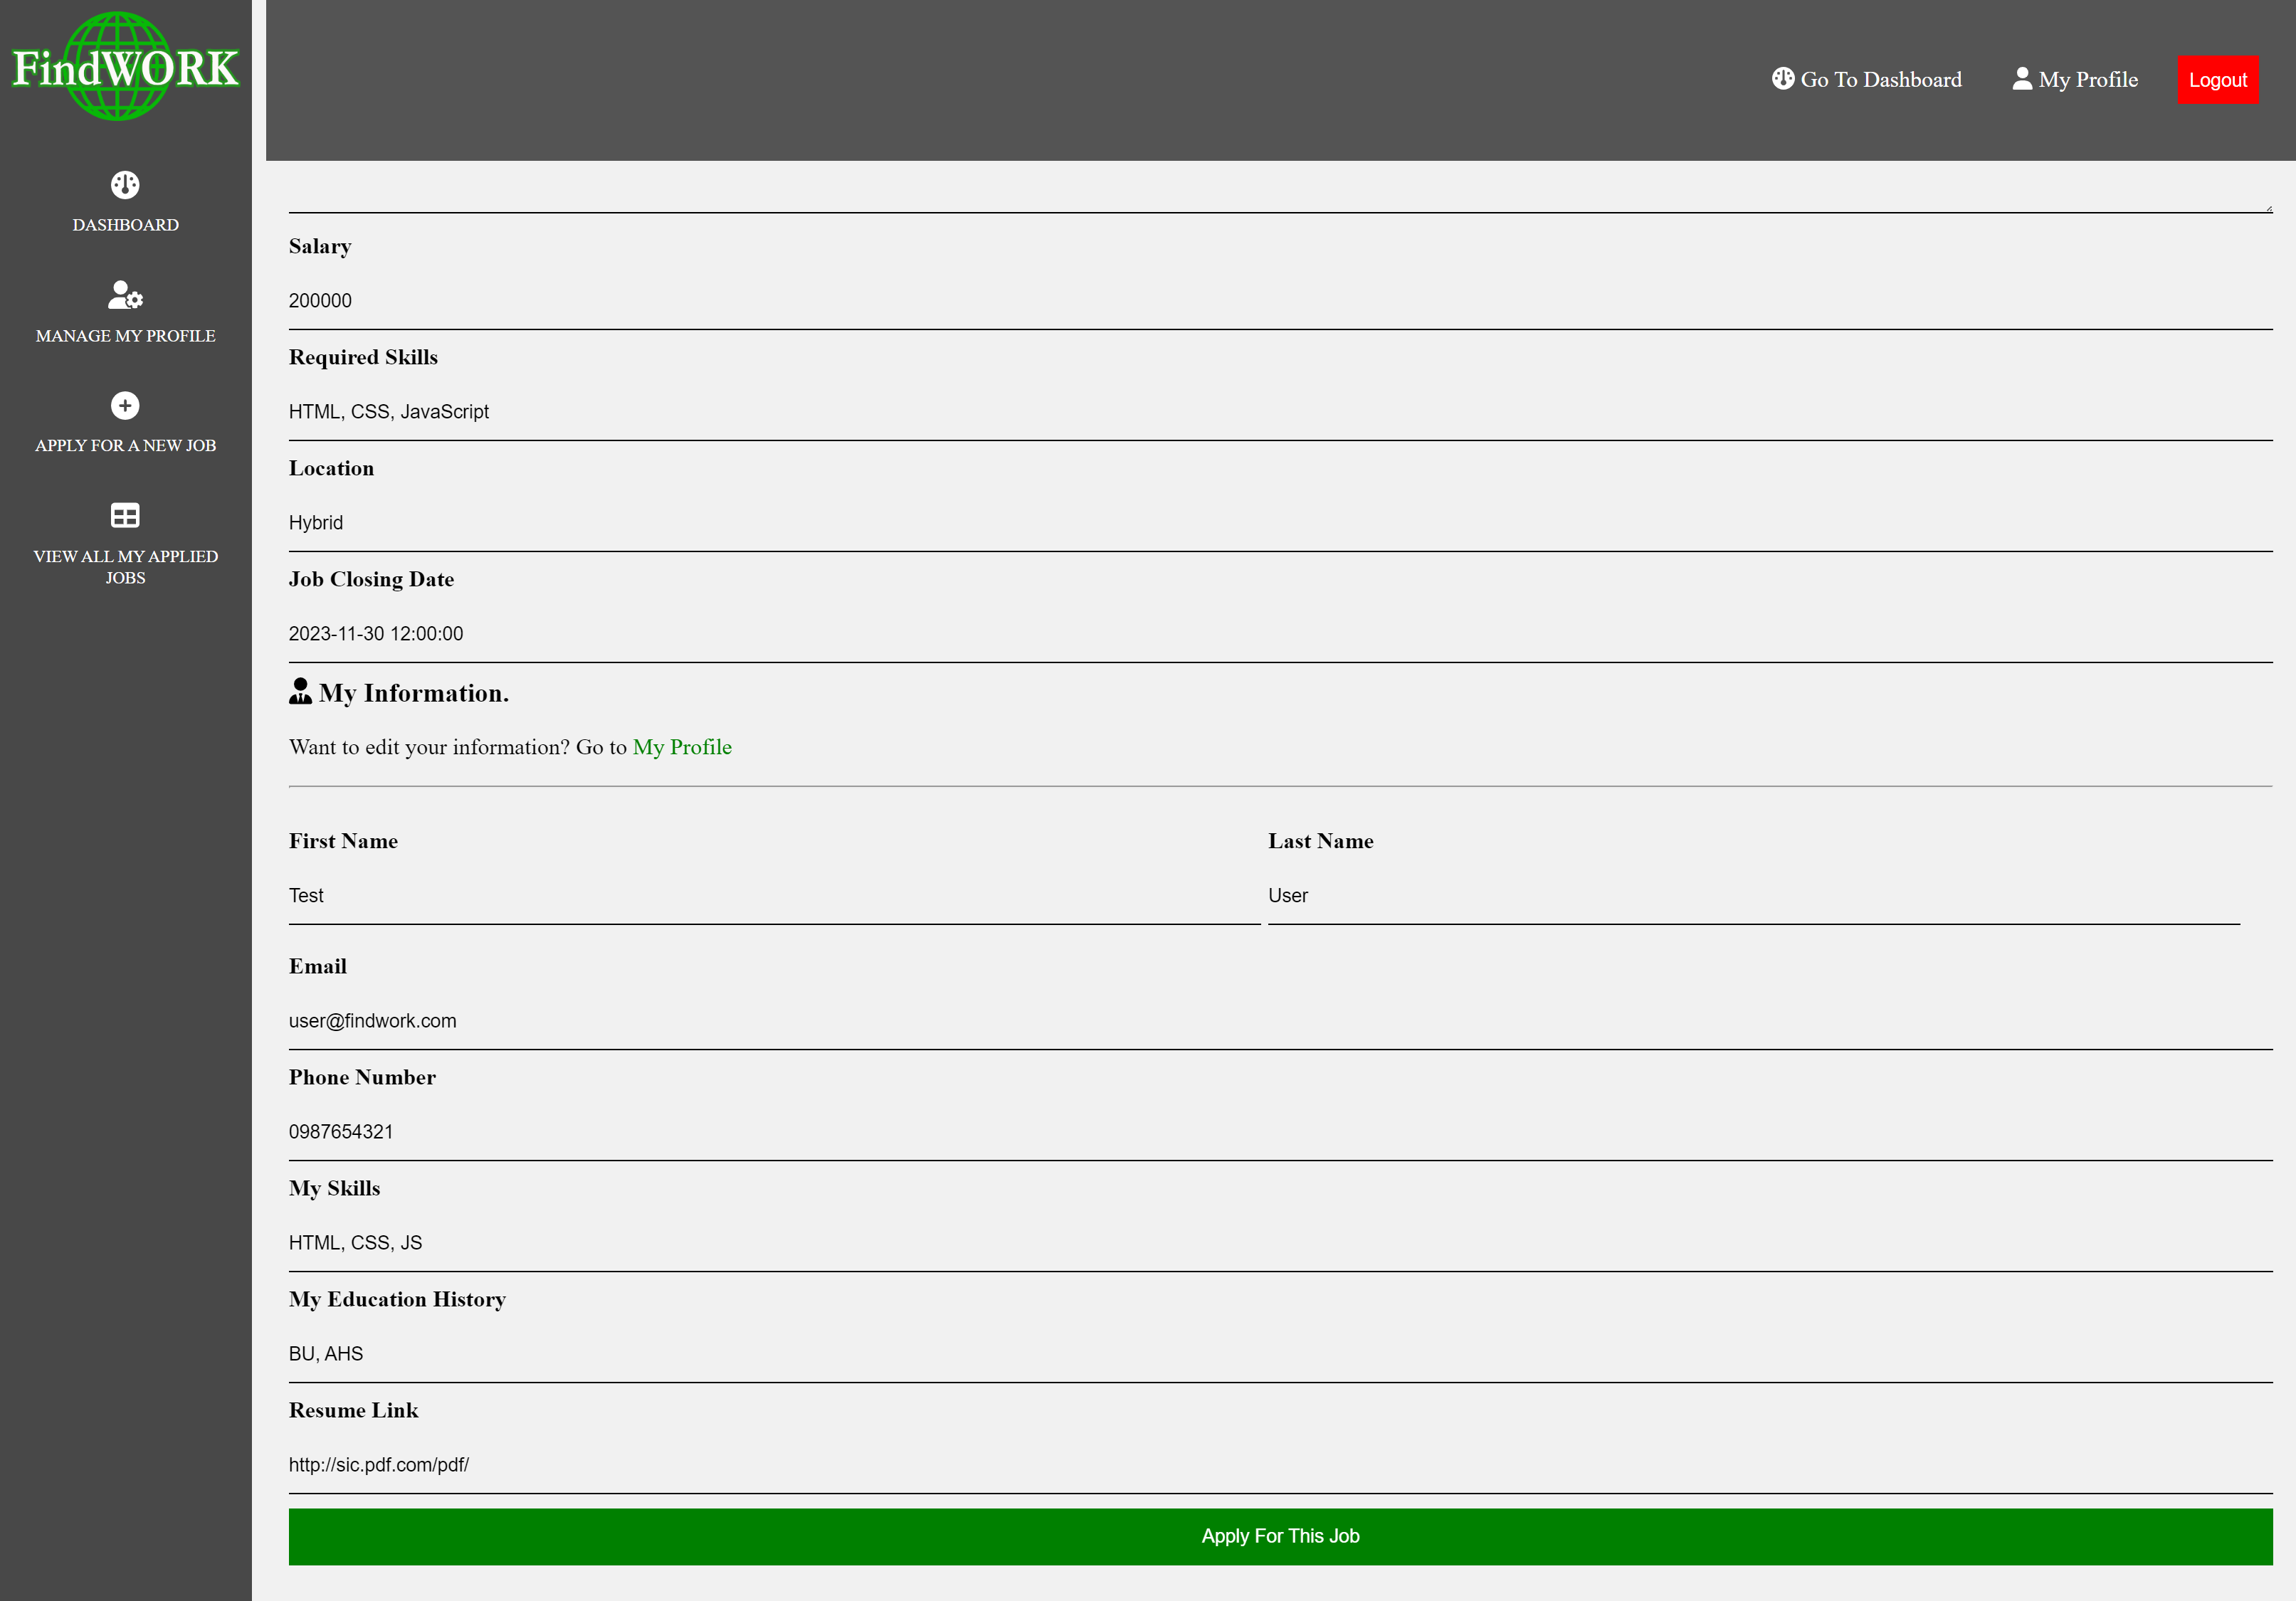 FindWORK
DASHBOARD
MANAGE MY PROFILE
APPLY FOR A NEW JOB
VIEW ALL MY APPLIED
JOBS
Go To Dashboard
My Profile
Logout
Salary
200000
Required Skills
HTML, CSS, JavaScript
Location
Hybrid
Job Closing Date
2023-11-30 12:00:00
My Information.
Want to edit your information? Go to My Profile
First Name
Last Name
Test
User
Email
user@findwork.com
Phone Number
0987654321
My Skills
HTML, CSS, JS
My Education History
BU, AHS
Resume Link
http://sic.pdf.com/pdf/
Apply For This Job